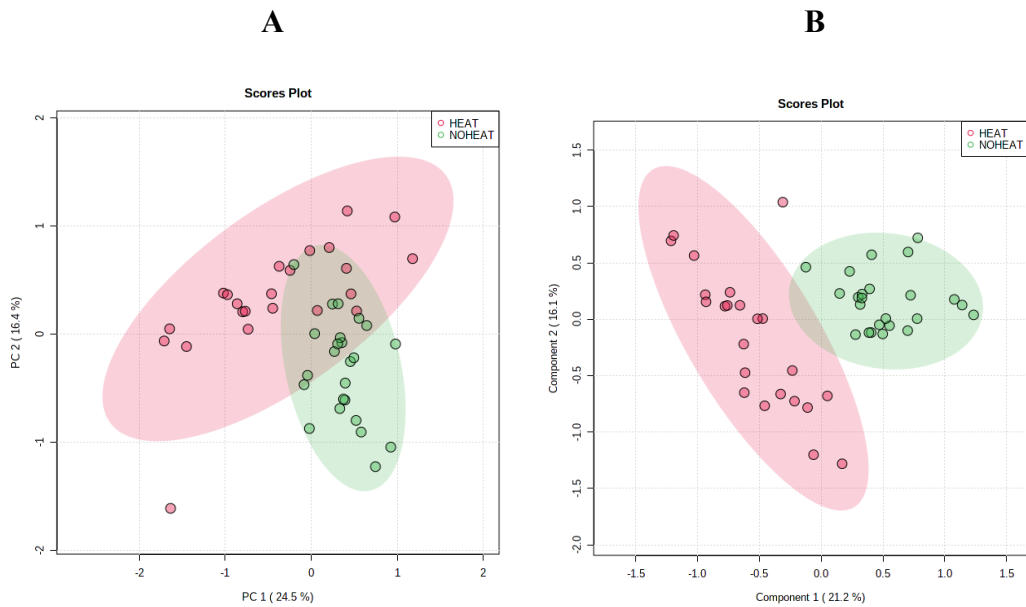 A
B
Scores Plot
HEAT
NOHEAT
2
1
0
-1
-2
PC 2 ( 16.4 %)
-2
-1
0
1
2
PC 1 ( 24.5 %)
Scores Plot
HEAT
NOHEAT
1.5
1.0
0.5
0.0
-0.5
-1.0
-1.5
-2.0
Component 2 ( 16.1 %)
-1.5
-1.0
-0.5
0.0
0.5
1.0
1.5
Component 1 ( 21.2 %)